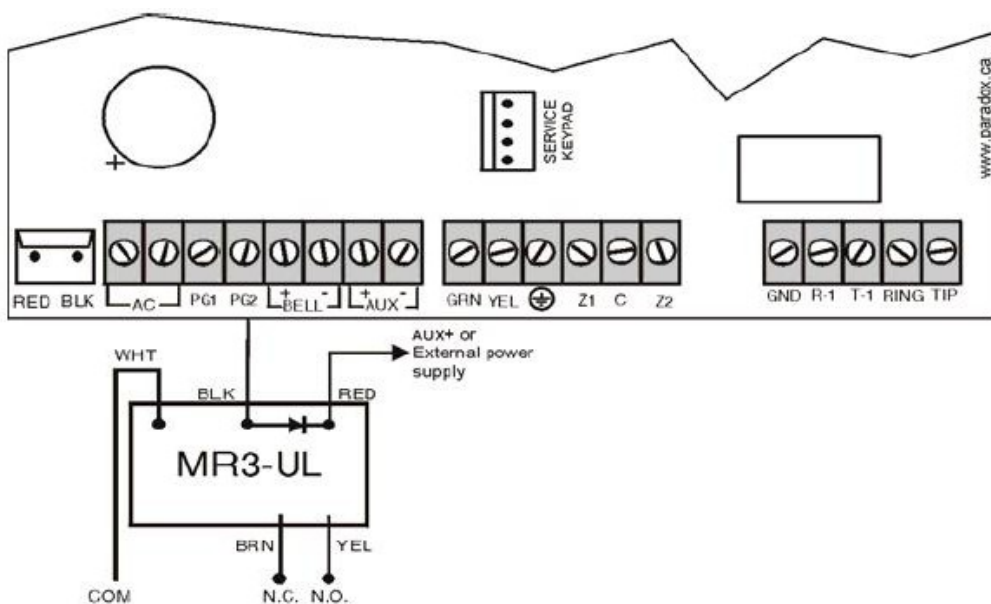 www.paradox.ca
SERVICE
KEYPAD
+
RED BLK AC PG1 PG2 + BELL - + AUX - GRN YEL Z1 C Z2 GND R-1 T-1 RING TIP
AUX+ or
External power
supply
WHT
BLK RED
MR3-UL
BRN YEL
COM N.C. N.O.